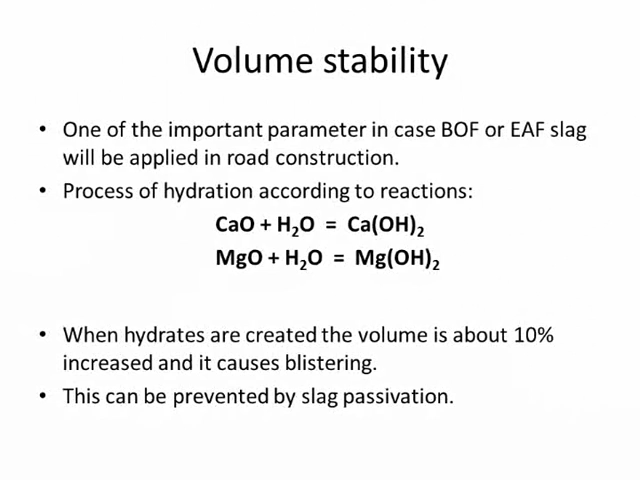 Volume stability
• One of the important parameter in case BOF or EAF slag
will be applied in road construction.
• Process of hydration according to reactions:
CaO + H₂O = Ca(OH)₂
MgO + H₂O = Mg(OH)₂
• When hydrates are created the volume is about 10%
increased and it causes blistering.
• This can be prevented by slag passivation.